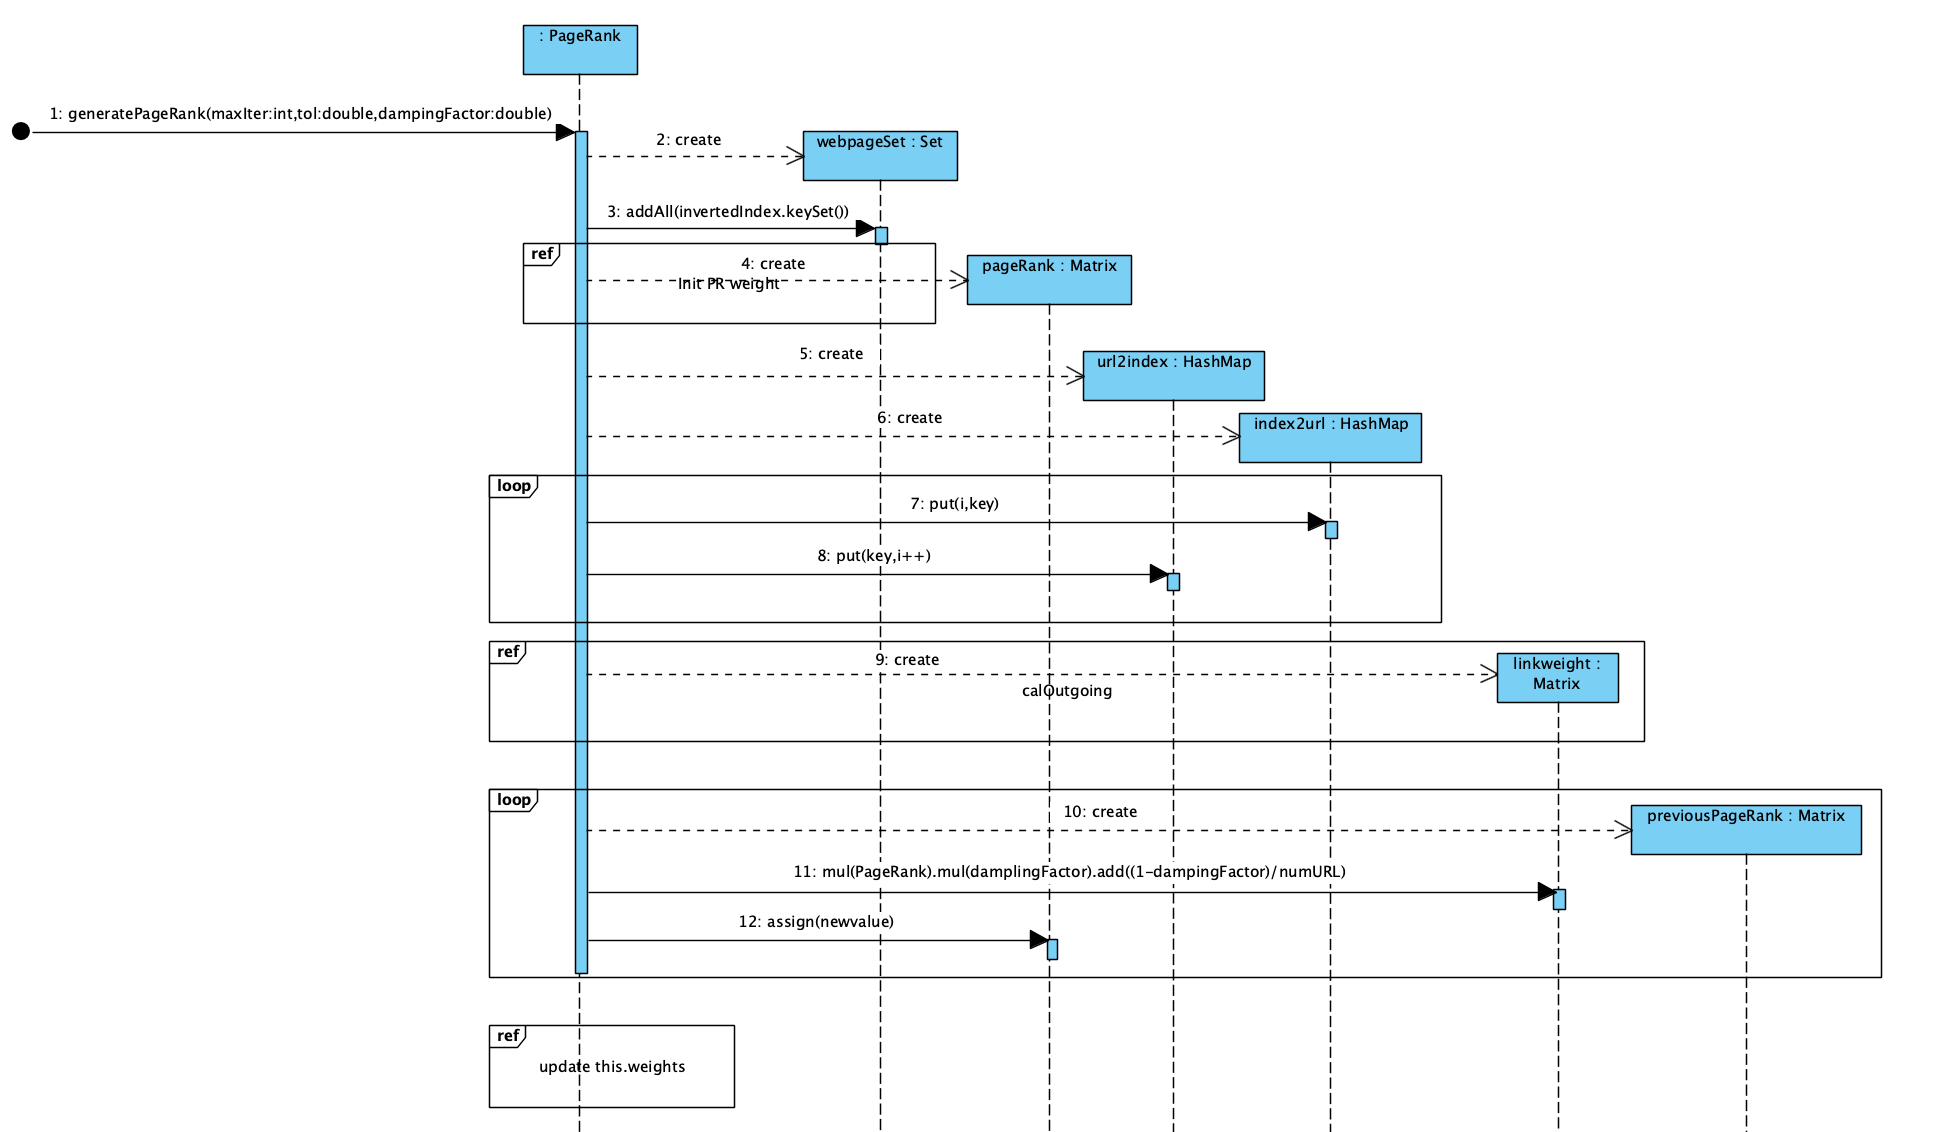 : PageRank
1: generatePageRank(maxIter:int,tol:double,dampingFactor:double)
2: create
webpageSet : Set
3: addAll(invertedIndex.keySet())
ref
4: create
Init PR weight
pageRank : Matrix
5: create
url2index : HashMap
6: create
index2url : HashMap
loop
7: put(i,key)
8: put(key,i++)
ref
9: create
calOutgoing
linkweight :
Matrix
loop
10: create
previousPageRank : Matrix
11: mul(PageRank).mul(damplingFactor).add((1-dampingFactor)/numURL)
12: assign(newvalue)
ref
update this.weights